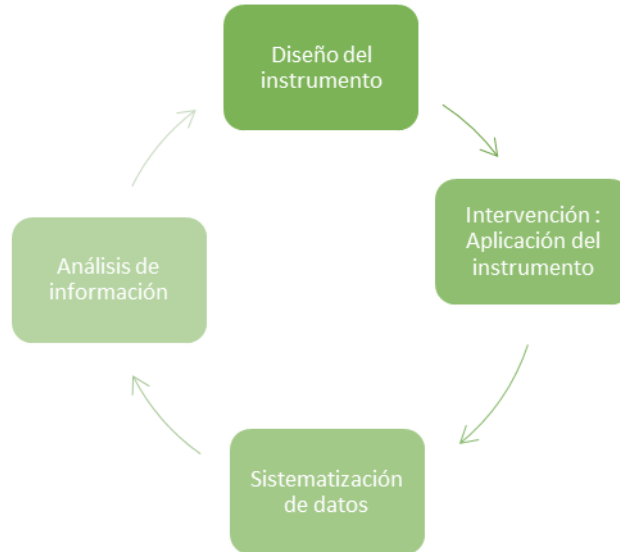 Diseño del
instrumento
Intervención :
Aplicación del
instrumento
Sistematización
de datos
Análisis de
información